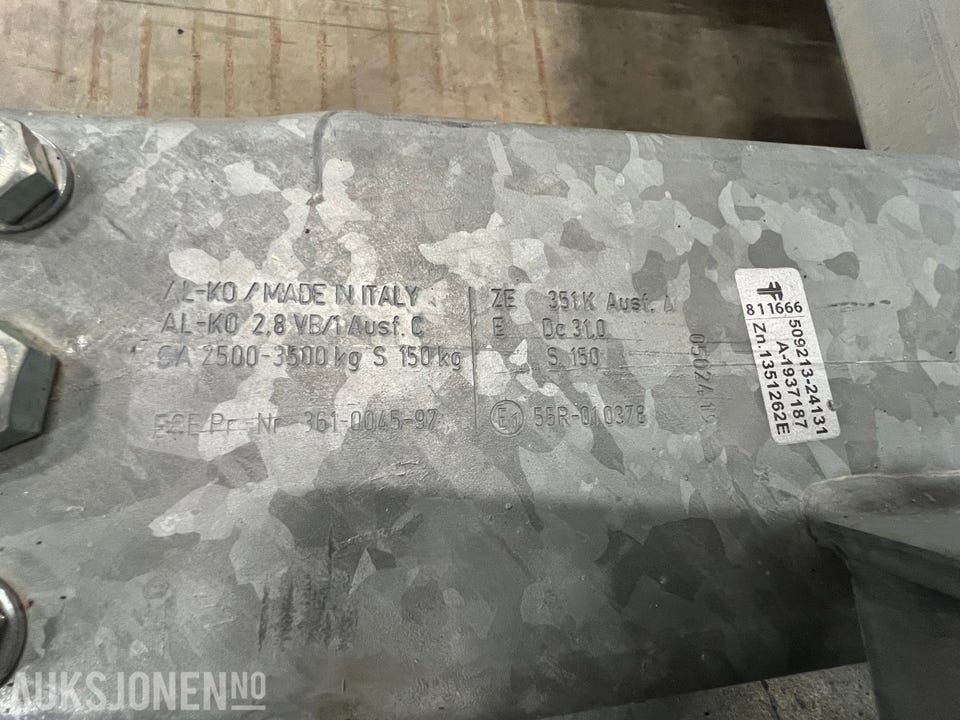 AL-KO / MADE IN ITALY
AL-KO 2,8 VB/1 Ausf. C
GA 2500-3500 kg S 150 kg
ECE Pr.-Nr. 361-0045-97
ZE 351K Ausf. A
E Dc 31,0
S 150
E1 55R-010378
05624
811666
509213-24131
A-1937187
Zn.1351262E
AUKSJONEN NO